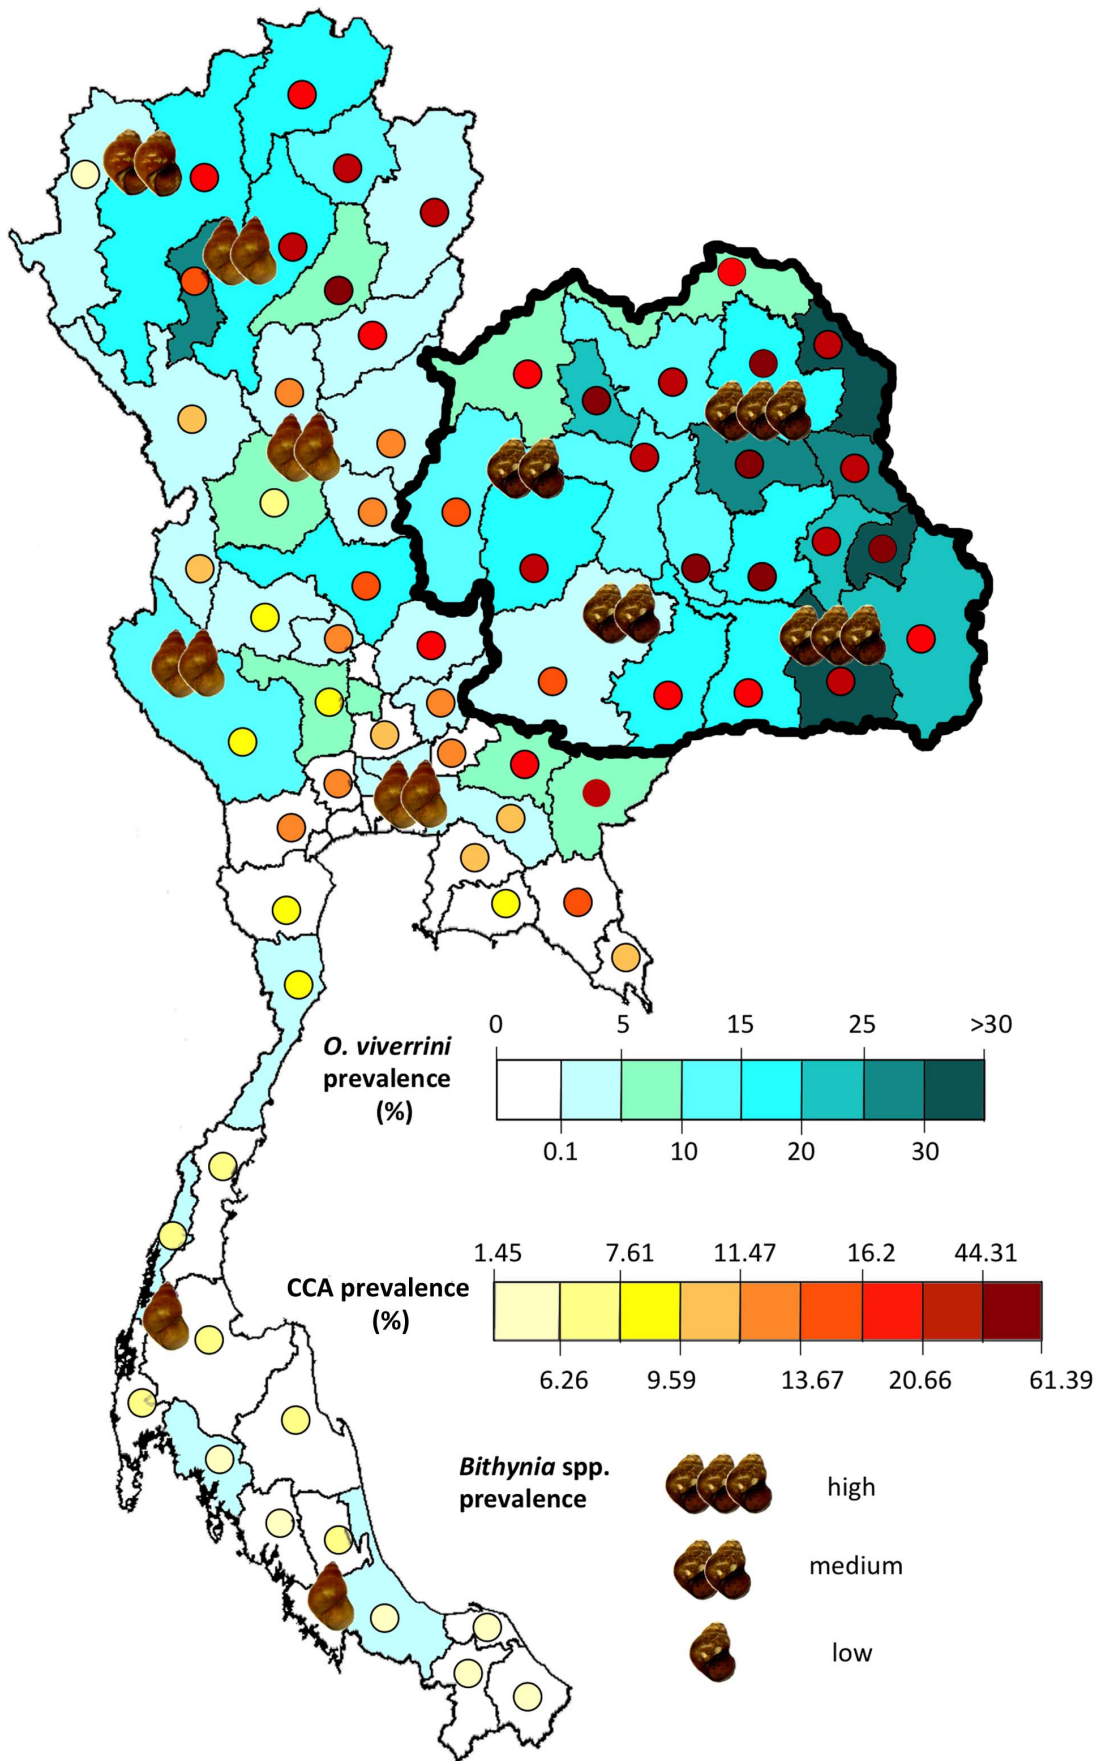 0 5 15 25 >30
O. viverrini
prevalence
(%)
0.1 10 20 30
1.45 7.61 11.47 16.2 44.31
CCA prevalence
(%)
6.26 9.59 13.67 20.66 61.39
Bithynia spp.
prevalence
high
medium
low